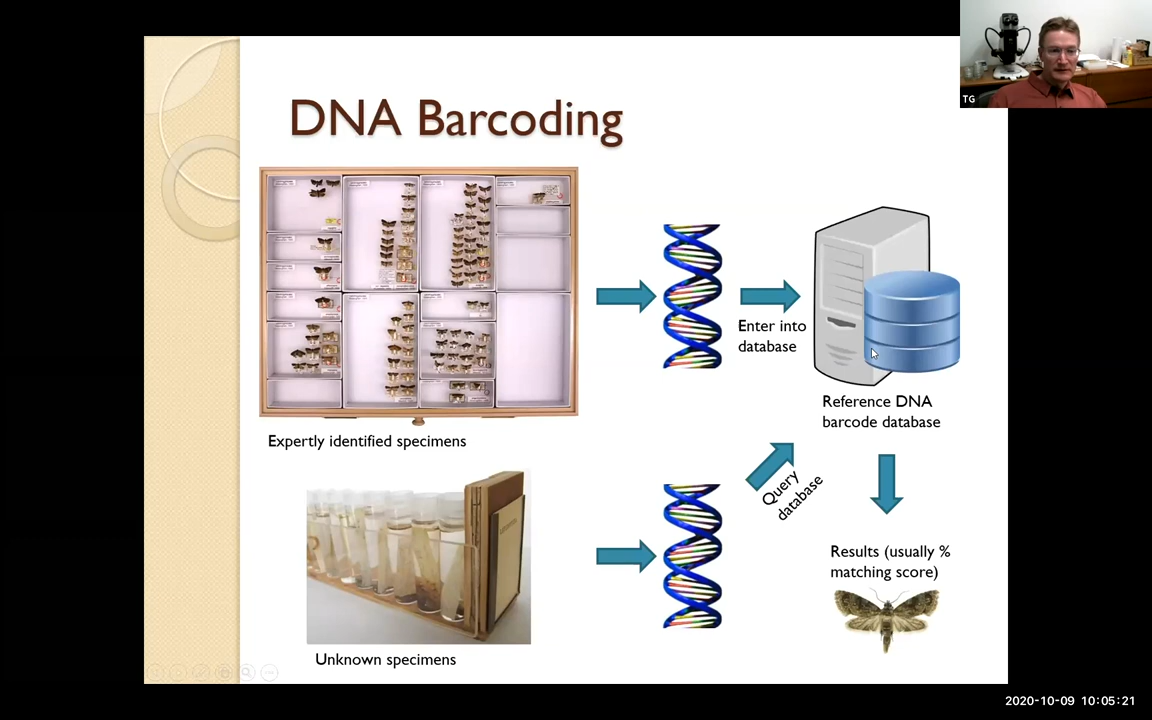 TG
DNA Barcoding
Enter into
database
Reference DNA
barcode database
Expertly identified specimens
Query
database
Results (usually %
matching score)
Unknown specimens
2020-10-09 10:05:21